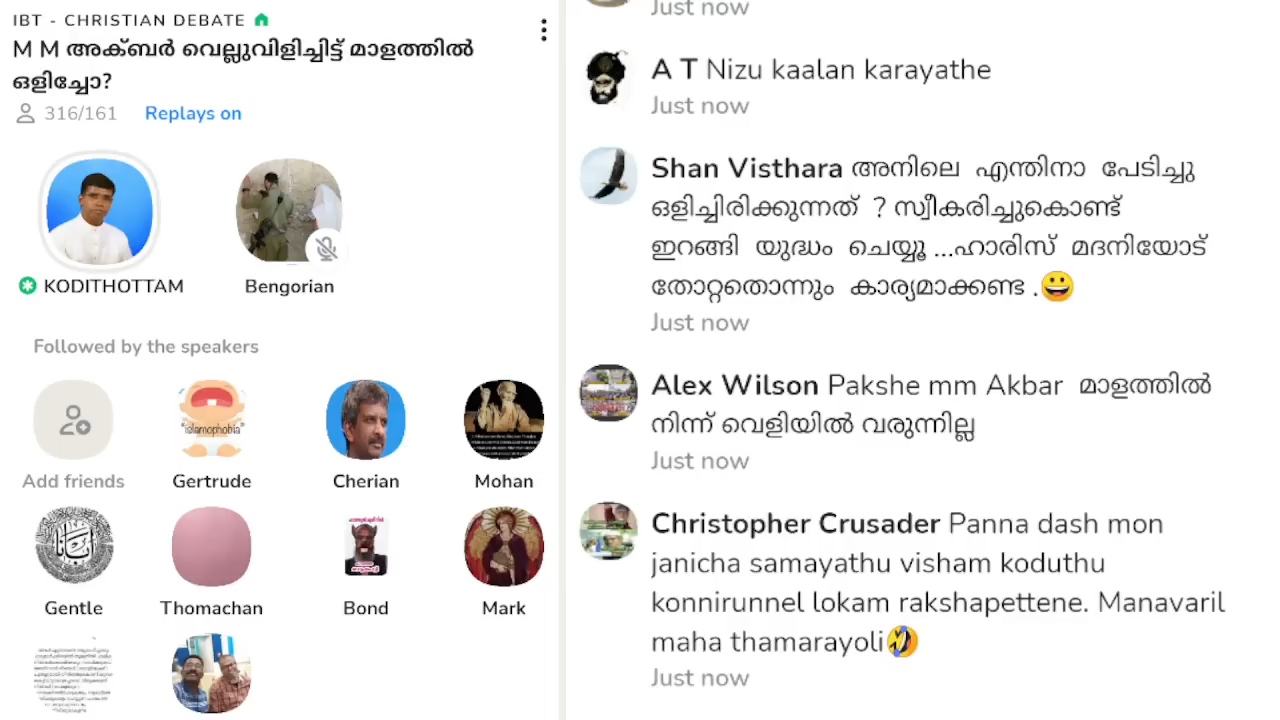 IBT - CHRISTIAN DEBATE
M M അക്ബർ വെല്ലുവിളിച്ചിട്ട് മാളത്തിൽ
ഒളിച്ചോ?
316/161 Replays on
KODITHOTTAM
Bengorian
Followed by the speakers
"islamophobia"
Add friends
Gertrude
Cherian
Mohan
Gentle
Thomachan
Bond
Mark
Just now
A T Nizu kaalan karayathe
Just now
Shan Visthara അനിലെ എന്തിനാ പേടിച്ചു
ഒളിച്ചിരിക്കുന്നത് ? സ്വീകരിച്ചുകൊണ്ട്
ഇറങ്ങി യുദ്ധം ചെയ്യൂ ...ഹാരിസ് മദനിയോട്
തോറ്റതൊന്നും കാര്യമാക്കണ്ട .😀
Just now
Alex Wilson Pakshe mm Akbar മാളത്തിൽ
നിന്ന് വെളിയിൽ വരുന്നില്ല
Just now
Christopher Crusader Panna dash mon
janicha samayathu visham koduthu
konnirunnel lokam rakshapettene. Manavaril
maha thamarayoli🤣
Just now